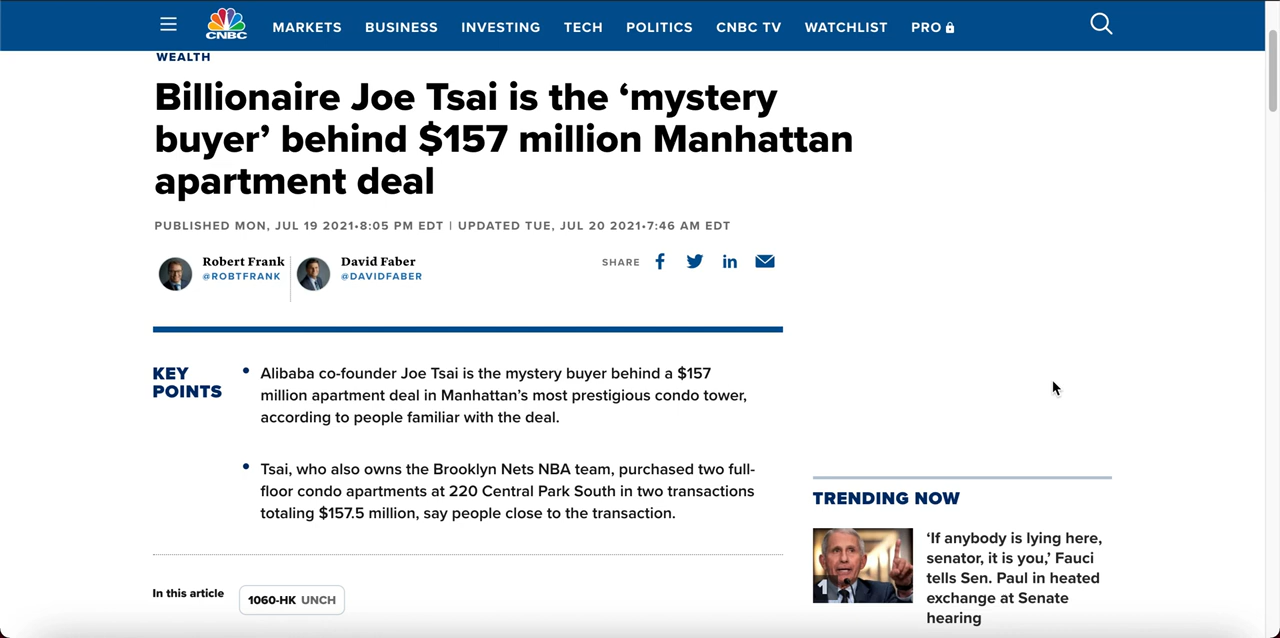 CNBC
MARKETS BUSINESS INVESTING TECH POLITICS CNBC TV WATCHLIST PRO
WEALTH
Billionaire Joe Tsai is the ‘mystery
buyer’ behind $157 million Manhattan
apartment deal
PUBLISHED MON, JUL 19 2021•8:05 PM EDT | UPDATED TUE, JUL 20 2021•7:46 AM EDT
Robert Frank
@ROBTFRANK
David Faber
@DAVIDFABER
SHARE
KEY
POINTS
• Alibaba co-founder Joe Tsai is the mystery buyer behind a $157
million apartment deal in Manhattan’s most prestigious condo tower,
according to people familiar with the deal.
• Tsai, who also owns the Brooklyn Nets NBA team, purchased two full-
floor condo apartments at 220 Central Park South in two transactions
totaling $157.5 million, say people close to the transaction.
In this article
1060-HK UNCH
TRENDING NOW
1
‘If anybody is lying here,
senator, it is you,’ Fauci
tells Sen. Paul in heated
exchange at Senate
hearing